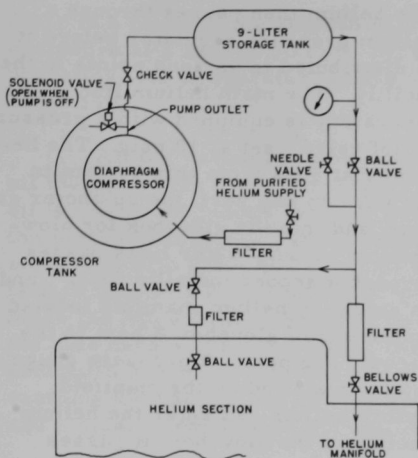 9-LITER
STORAGE TANK
SOLENOID VALVE
(OPEN WHEN
PUMP IS OFF)
CHECK VALVE
PUMP OUTLET
DIAPHRAGM
COMPRESSOR
NEEDLE
VALVE
BALL
VALVE
FROM PURIFIED
HELIUM SUPPLY
FILTER
COMPRESSOR
TANK
BALL VALVE
FILTER
FILTER
BALL VALVE
BELLOWS
VALVE
HELIUM SECTION
TO HELIUM
MANIFOLD